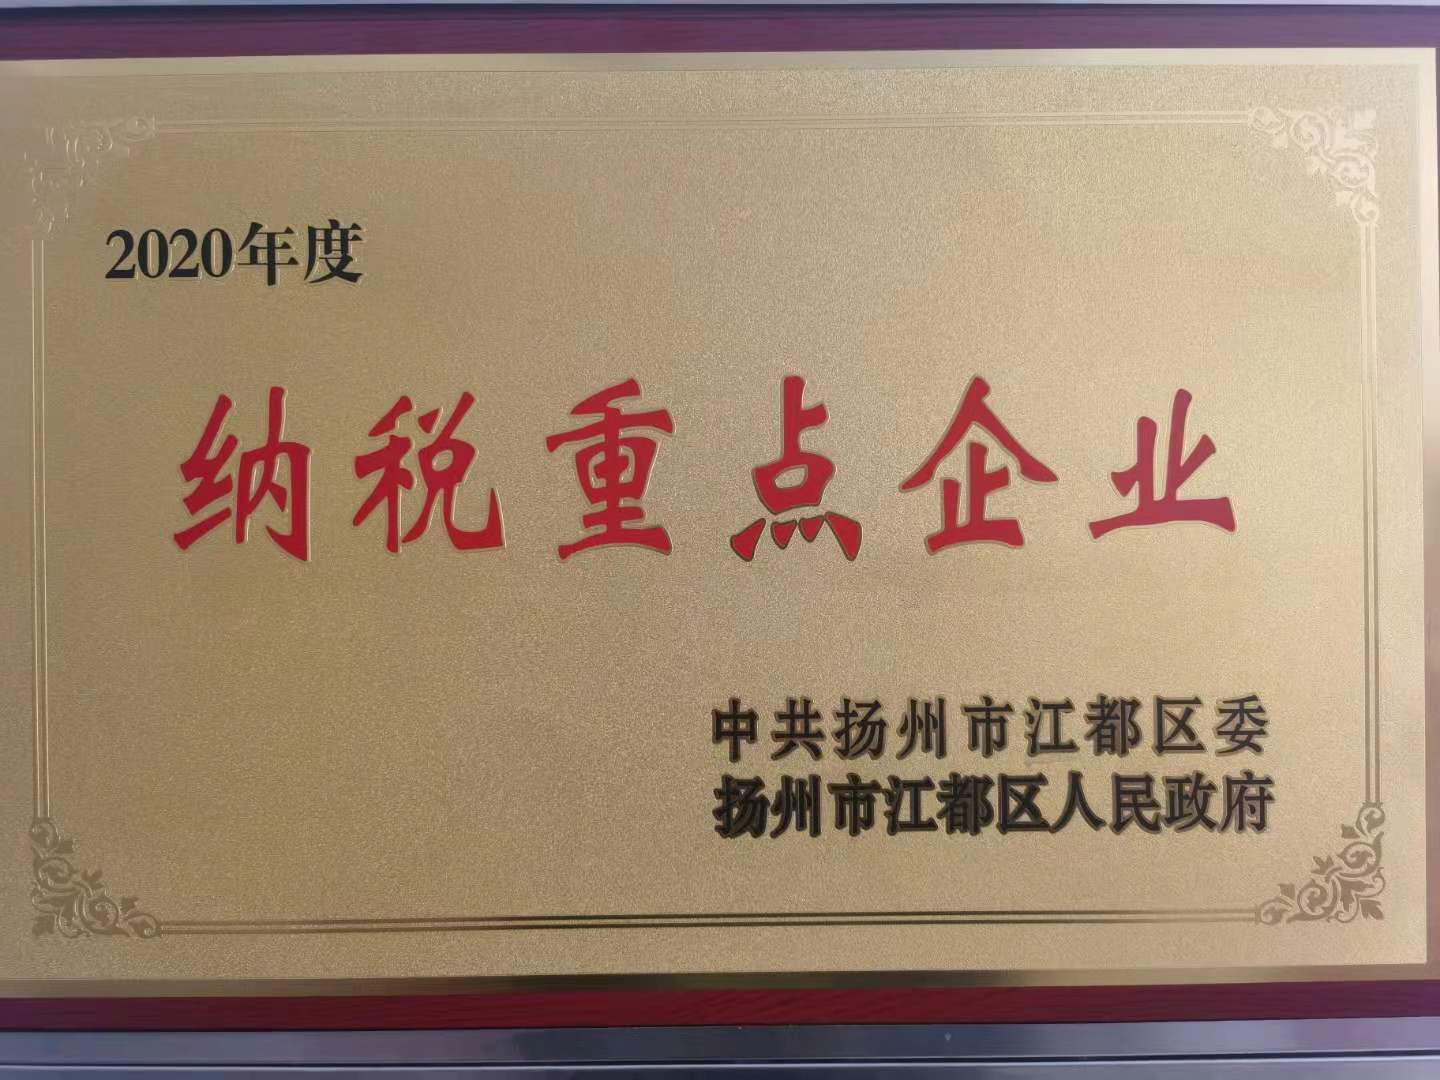 2020年度
纳税重点企业
中共扬州市江都区委
扬州市江都区人民政府